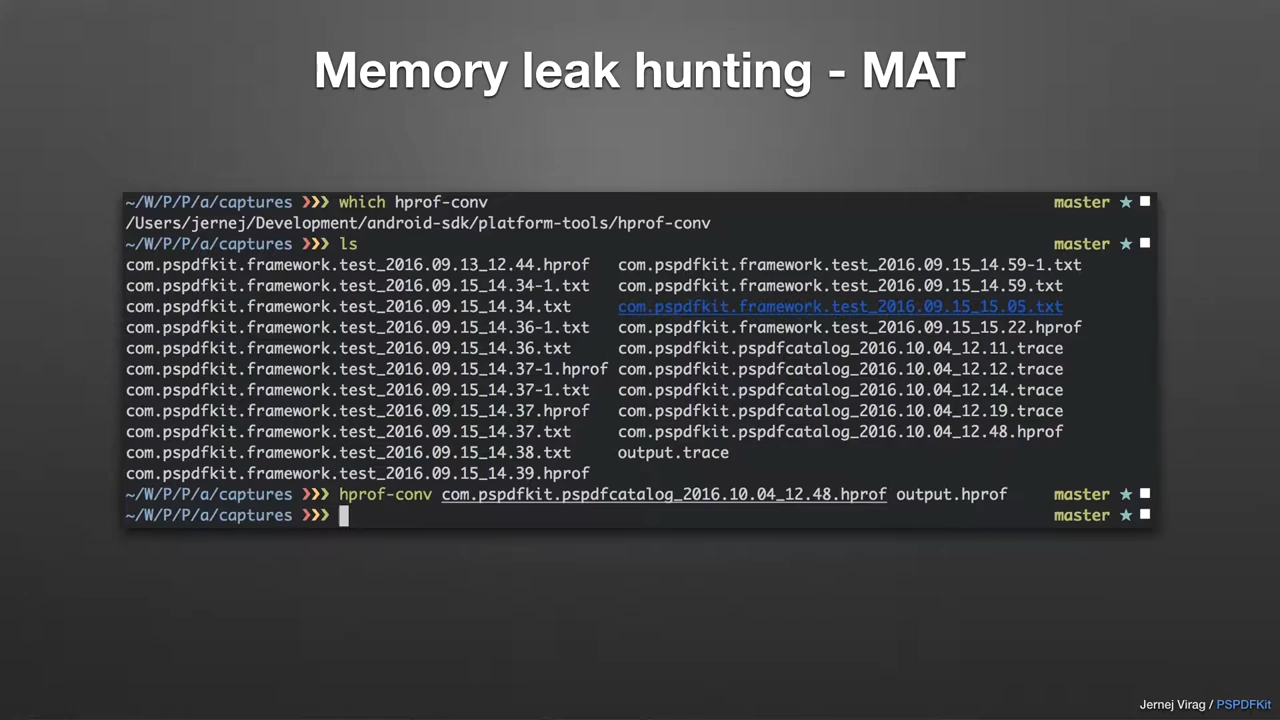 Memory leak hunting - MAT
~/W/P/P/a/captures ❯❯❯ which hprof-conv master ★ ◼
/Users/jernej/Development/android-sdk/platform-tools/hprof-conv
~/W/P/P/a/captures ❯❯❯ ls master ★ ◼
com.pspdfkit.framework.test_2016.09.13_12.44.hprof com.pspdfkit.framework.test_2016.09.15_14.59-1.txt
com.pspdfkit.framework.test_2016.09.15_14.34-1.txt com.pspdfkit.framework.test_2016.09.15_14.59.txt
com.pspdfkit.framework.test_2016.09.15_14.34.txt com.pspdfkit.framework.test_2016.09.15_15.05.txt
com.pspdfkit.framework.test_2016.09.15_14.36-1.txt com.pspdfkit.framework.test_2016.09.15_15.22.hprof
com.pspdfkit.framework.test_2016.09.15_14.36.txt com.pspdfkit.pspdfcatalog_2016.10.04_12.11.trace
com.pspdfkit.framework.test_2016.09.15_14.37-1.hprof com.pspdfkit.pspdfcatalog_2016.10.04_12.12.trace
com.pspdfkit.framework.test_2016.09.15_14.37-1.txt com.pspdfkit.pspdfcatalog_2016.10.04_12.14.trace
com.pspdfkit.framework.test_2016.09.15_14.37.hprof com.pspdfkit.pspdfcatalog_2016.10.04_12.19.trace
com.pspdfkit.framework.test_2016.09.15_14.37.txt com.pspdfkit.pspdfcatalog_2016.10.04_12.48.hprof
com.pspdfkit.framework.test_2016.09.15_14.38.txt output.trace
com.pspdfkit.framework.test_2016.09.15_14.39.hprof
~/W/P/P/a/captures ❯❯❯ hprof-conv com.pspdfkit.pspdfcatalog_2016.10.04_12.48.hprof output.hprof master ★ ◼
~/W/P/P/a/captures ❯❯❯ master ★ ◼
Jernej Virag / PSPDFKit